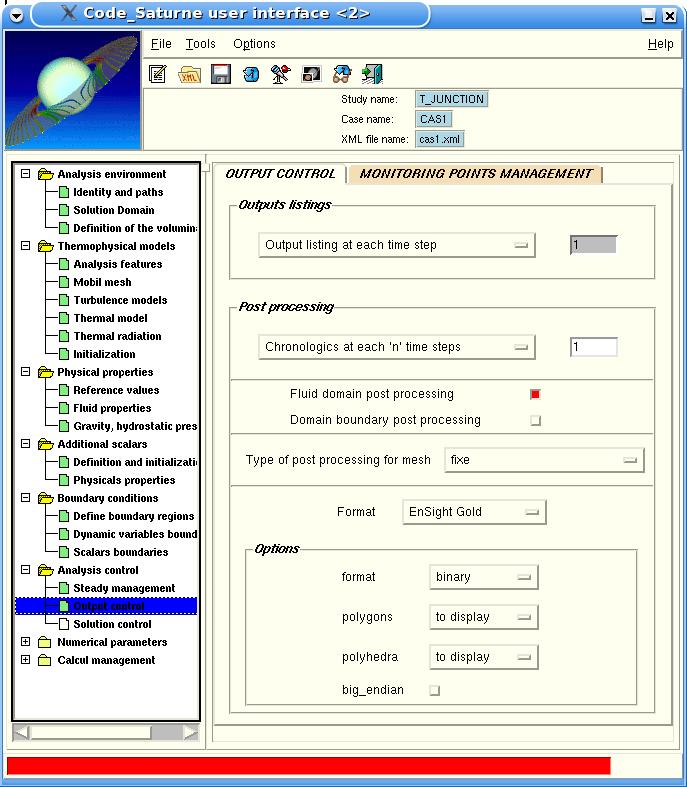 Code_Saturne user interface <2>
File Tools Options Help
XML
Study name: T_JUNCTION
Case name: CAS1
XML file name: cas1.xml
Analysis environment
Identity and paths
Solution Domain
Definition of the volumin
Thermophysical models
Analysis features
Mobil mesh
Turbulence models
Thermal model
Thermal radiation
Initialization
Physical properties
Reference values
Fluid properties
Gravity, hydrostatic pres
Additional scalars
Definition and initializati
Physicals properties
Boundary conditions
Define boundary regions
Dynamic variables bound
Scalars boundaries
Analysis control
Steady management
Output control
Solution control
Numerical parameters
Calcul management
OUTPUT CONTROL MONITORING POINTS MANAGEMENT
Outputs listings
Output listing at each time step 1
Post processing
Chronologics at each 'n' time steps 1
Fluid domain post processing
Domain boundary post processing
Type of post processing for mesh fixe
Format EnSight Gold
Options
format binary
polygons to display
polyhedra to display
big_endian